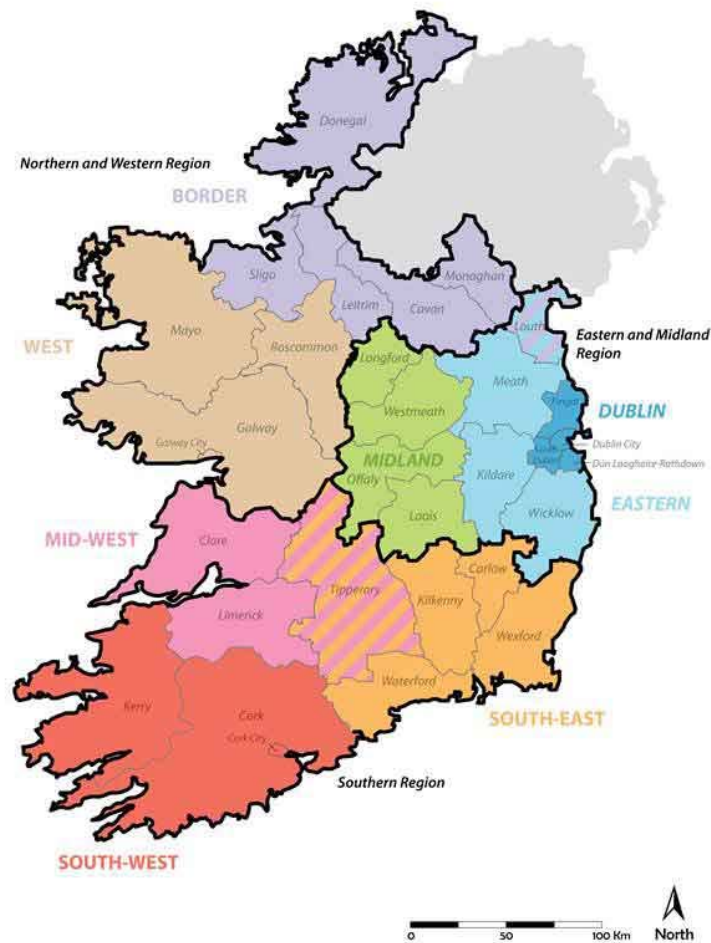 Donegal
Northern and Western Region
BORDER
Monaghan
Sligo
Leitrim
Cavan
Louth
Mayo
Eastern and Midland
Region
WEST
Roscommon
Longford
Meath
Westmeath
Fingal
DUBLIN
Galway
Dublin City
Galway City
MIDLAND
Dún Laoghaire-Rathdown
Offaly
Kildare
EASTERN
Laois
Wicklow
MID-WEST
Clare
Carlow
Tipperary
Kilkenny
Limerick
Wexford
Waterford
Kerry
Cork
SOUTH-EAST
Cork City
Southern Region
SOUTH-WEST
0 50 100 Km
North